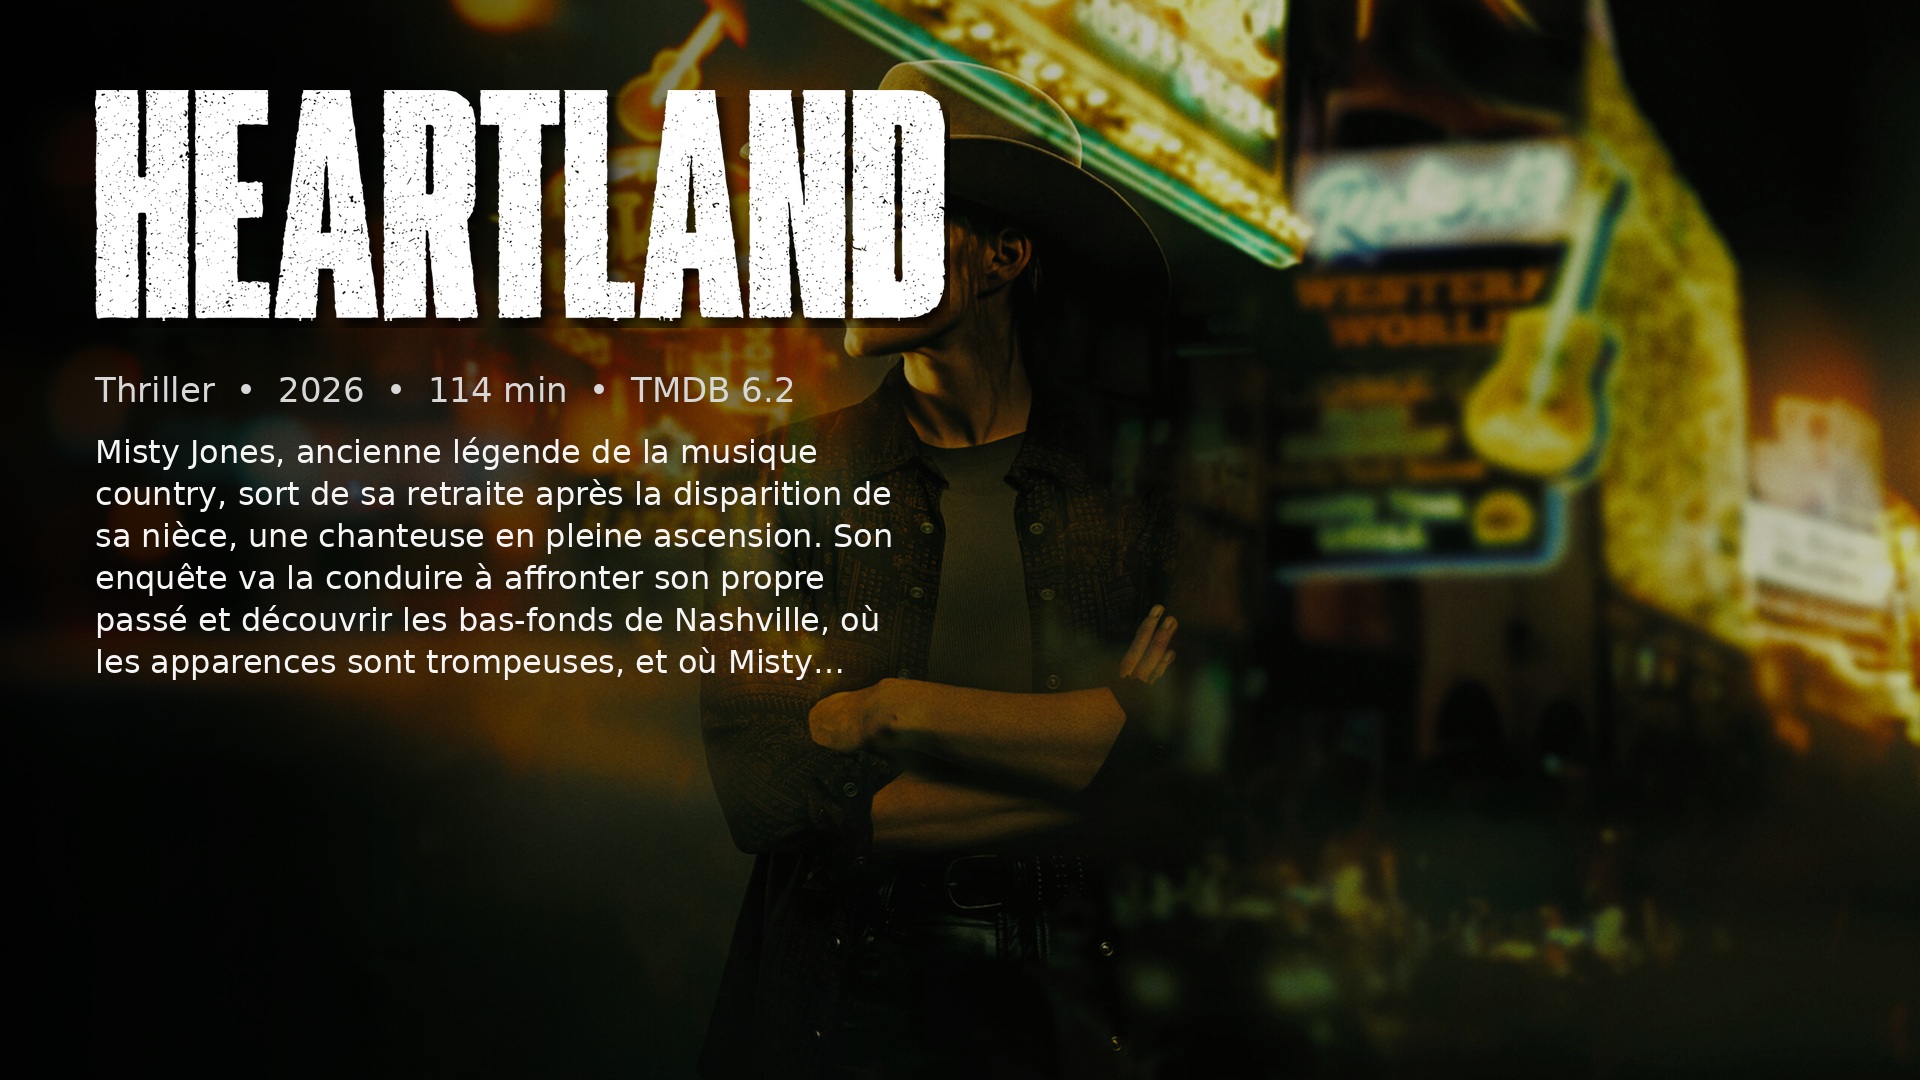 HEARTLAND
Thriller • 2026 • 114 min • TMDB 6.2
Misty Jones, ancienne légende de la musique
country, sort de sa retraite après la disparition de
sa nièce, une chanteuse en pleine ascension. Son
enquête va la conduire à affronter son propre
passé et découvrir les bas-fonds de Nashville, où
les apparences sont trompeuses, et où Misty...
WESTERN
WORLD